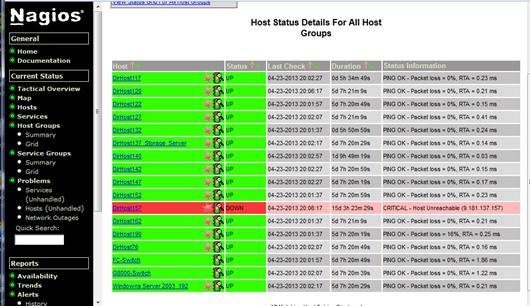 View Status Grid For All Host Groups
Nagios®
General
Home
Documentation
Current Status
Tactical Overview
Map
Hosts
Services
Host Groups
Summary
Grid
Service Groups
Summary
Grid
Problems
Services
(Unhandled)
Hosts (Unhandled)
Network Outages
Quick Search:
Reports
Availability
Trends
Alerts
History
Host Status Details For All Host
Groups
Host Status Last Check Duration Status Information
DirHost117 UP 04-23-2013 20:02:27 0d 5h 34m 49s PING OK - Packet loss = 0%, RTA = 0.23 ms
DirHost120 UP 04-23-2013 20:06:17 5d 7h 21m 9s PING OK - Packet loss = 0%, RTA = 0.21 ms
DirHost122 UP 04-23-2013 20:01:57 5d 7h 20m 49s PING OK - Packet loss = 0%, RTA = 0.15 ms
DirHost127 UP 04-23-2013 20:02:07 5d 7h 20m 29s PING OK - Packet loss = 0%, RTA = 0.41 ms
DirHost132 UP 04-23-2013 20:01:37 0d 5h 50m 59s PING OK - Packet loss = 0%, RTA = 0.24 ms
DirHost137_Storage_Server UP 04-23-2013 20:02:07 5d 7h 20m 39s PING OK - Packet loss = 0%, RTA = 0.14 ms
DirHost140 UP 04-23-2013 20:01:57 1d 9h 49m 19s PING OK - Packet loss = 0%, RTA = 0.03 ms
DirHost142 UP 04-23-2013 20:02:07 5d 7h 20m 49s PING OK - Packet loss = 0%, RTA = 0.15 ms
DirHost147 UP 04-23-2013 20:02:07 5d 7h 20m 29s PING OK - Packet loss = 0%, RTA = 0.21 ms
DirHost152 UP 04-23-2013 20:01:37 5d 7h 20m 59s PING OK - Packet loss = 0%, RTA = 0.23 ms
DirHost157 DOWN 04-23-2013 20:06:17 15d 3h 23m 29s CRITICAL - Host Unreachable (9.181.137.157)
DirHost162 UP 04-23-2013 20:01:57 5d 7h 21m 9s PING OK - Packet loss = 0%, RTA = 0.21 ms
DirHost190 UP 04-23-2013 20:01:37 5d 7h 20m 59s PING OK - Packet loss = 16%, RTA = 0.25 ms
DirHost76 UP 04-23-2013 20:02:07 5d 7h 20m 49s PING OK - Packet loss = 0%, RTA = 0.16 ms
FC-Switch UP 04-23-2013 20:01:57 5d 7h 20m 49s PING OK - Packet loss = 0%, RTA = 1.86 ms
G8000-Switch UP 04-23-2013 20:01:37 5d 7h 21m 9s PING OK - Packet loss = 0%, RTA = 1.22 ms
Windowns Server 2003_192 UP 04-23-2013 20:01:57 5d 7h 20m 59s PING OK - Packet loss = 0%, RTA = 0.21 ms